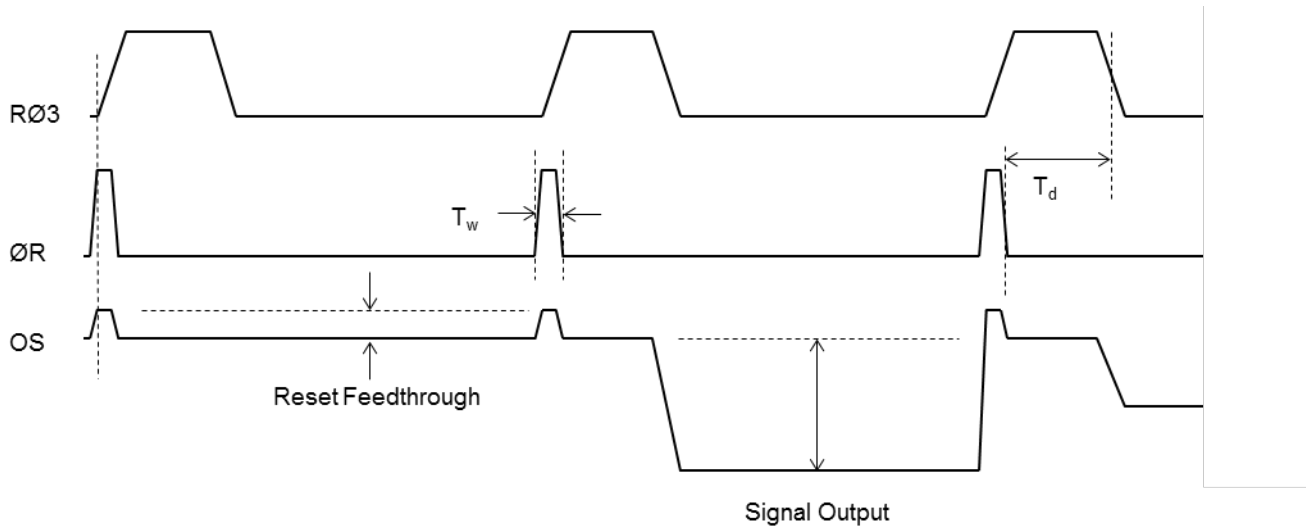 RØ3
T_d
T_w
ØR
OS
Reset Feedthrough
Signal Output